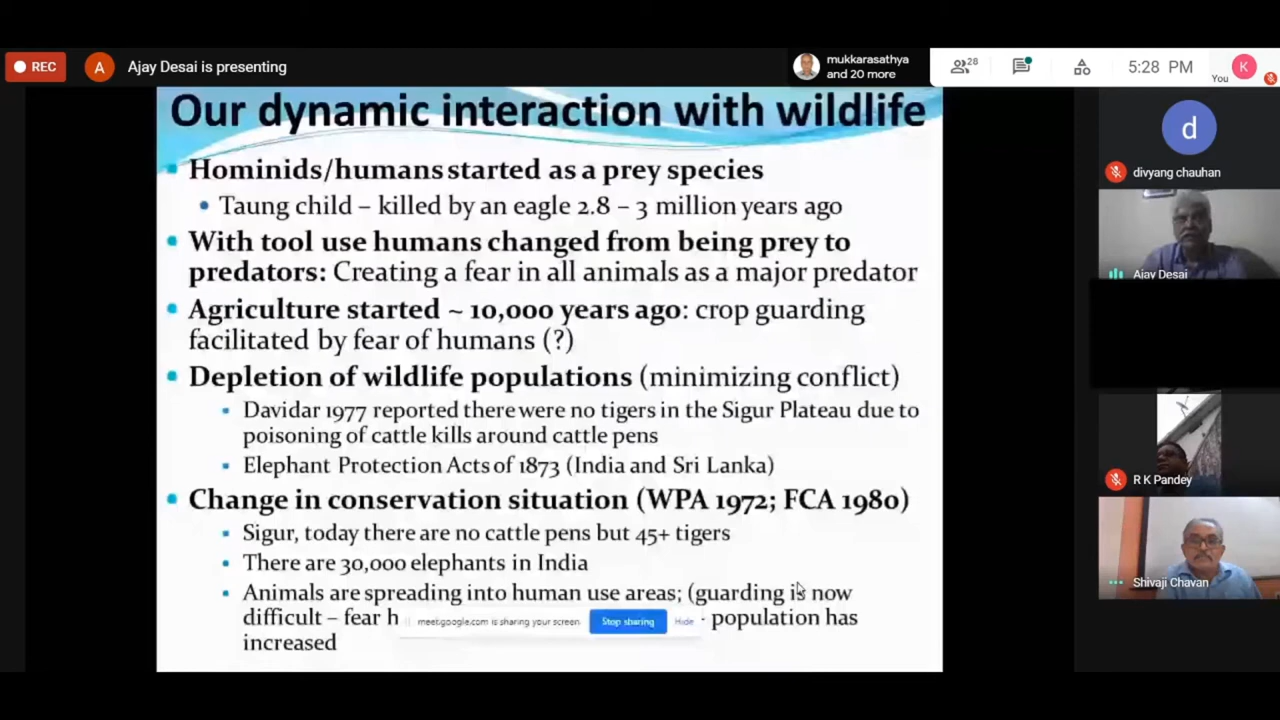 REC
A
Ajay Desai is presenting
mukkarasathya
and 20 more
28
5:28 PM
You
K
Our dynamic interaction with wildlife
Hominids/humans started as a prey species
Taung child – killed by an eagle 2.8 – 3 million years ago
With tool use humans changed from being prey to
predators: Creating a fear in all animals as a major predator
Agriculture started ~ 10,000 years ago: crop guarding
facilitated by fear of humans (?)
Depletion of wildlife populations (minimizing conflict)
Davidar 1977 reported there were no tigers in the Sigur Plateau due to
poisoning of cattle kills around cattle pens
Elephant Protection Acts of 1873 (India and Sri Lanka)
Change in conservation situation (WPA 1972; FCA 1980)
Sigur, today there are no cattle pens but 45+ tigers
There are 30,000 elephants in India
Animals are spreading into human use areas; (guarding is now
difficult – fear h
- population has
increased
meet.google.com is sharing your screen.
Stop sharing
Hide
d
divyang chauhan
Ajay Desai
R K Pandey
Shivaji Chavan